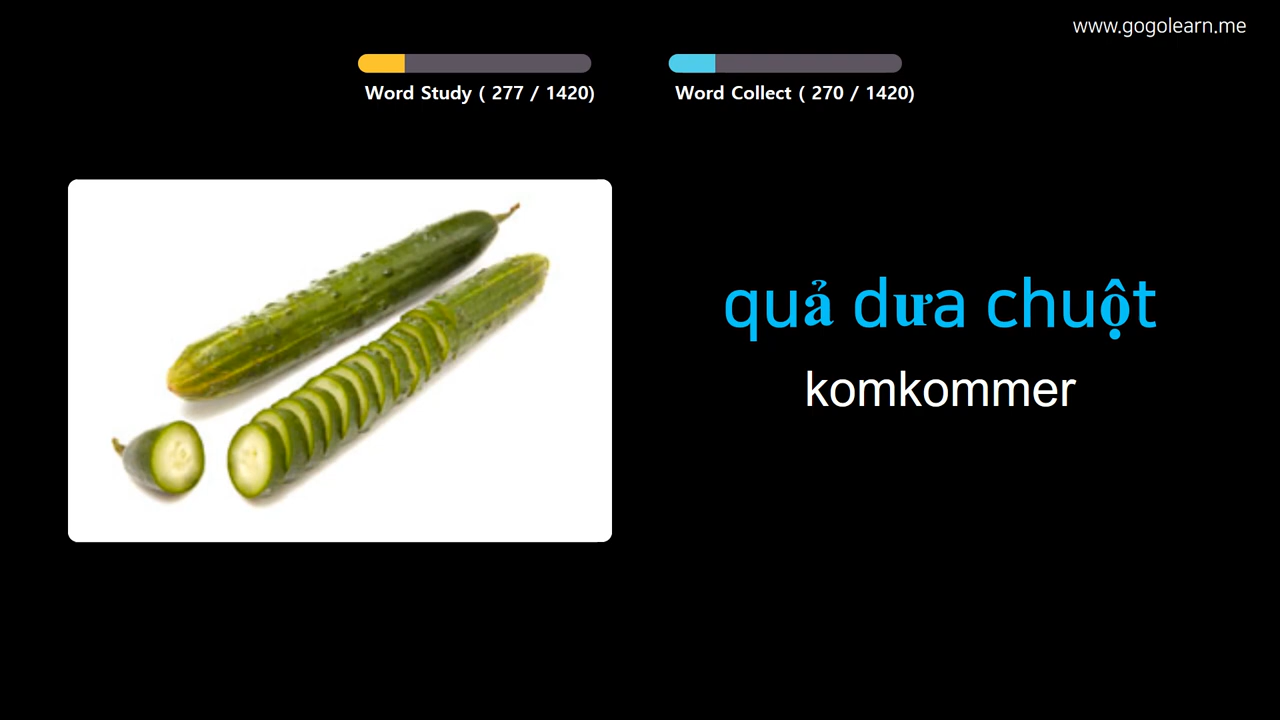 www.gogolearn.me
Word Study ( 277 / 1420)
Word Collect ( 270 / 1420)
quả dưa chuột
komkommer